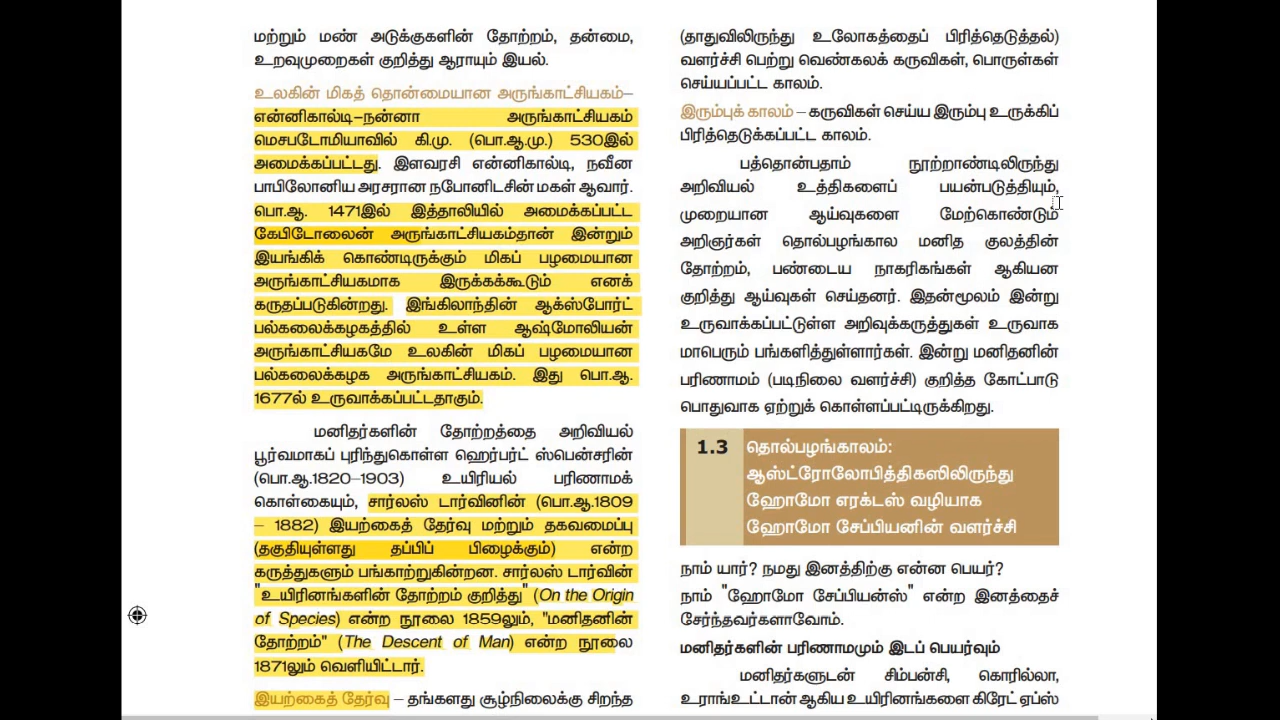 மற்றும் மண் அடுக்குகளின் தோற்றம், தன்மை,
உறவுமுறைகள் குறித்து ஆராயும் இயல்.
உலகின் மிகத் தொன்மையான அருங்காட்சியகம்–
என்னிகால்டி–நன்னா அருங்காட்சியகம்
மெசபடோமியாவில் கி.மு. (பொ.ஆ.மு.) 530இல்
அமைக்கப்பட்டது. இளவரசி என்னிகால்டி, நவீன
பாபிலோனிய அரசரான நபோனிடசின் மகள் ஆவார்.
பொ.ஆ. 1471இல் இத்தாலியில் அமைக்கப்பட்ட
கேபிடோலைன் அருங்காட்சியகம்தான் இன்றும்
இயங்கிக் கொண்டிருக்கும் மிகப் பழமையான
அருங்காட்சியகமாக இருக்கக்கூடும் எனக்
கருதப்படுகின்றது. இங்கிலாந்தின் ஆக்ஸ்போர்ட்
பல்கலைக்கழகத்தில் உள்ள ஆஷ்மோலியன்
அருங்காட்சியகமே உலகின் மிகப் பழமையான
பல்கலைக்கழக அருங்காட்சியகம். இது பொ.ஆ.
1677ல் உருவாக்கப்பட்டதாகும்.
மனிதர்களின் தோற்றத்தை அறிவியல்
பூர்வமாகப் புரிந்துகொள்ள ஹெர்பர்ட் ஸ்பென்சரின்
(பொ.ஆ.1820–1903) உயிரியல் பரிணாமக்
கொள்கையும், சார்லஸ் டார்வினின் (பொ.ஆ.1809
– 1882) இயற்கைத் தேர்வு மற்றும் தகவமைப்பு
(தகுதியுள்ளது தப்பிப் பிழைக்கும்) என்ற
கருத்துகளும் பங்காற்றுகின்றன. சார்லஸ் டார்வின்
"உயிரினங்களின் தோற்றம் குறித்து" (On the Origin
of Species) என்ற நூலை 1859லும், "மனிதனின்
தோற்றம்" (The Descent of Man) என்ற நூலை
1871லும் வெளியிட்டார்.
இயற்கைத் தேர்வு – தங்களது சூழ்நிலைக்கு சிறந்த
(தாதுவிலிருந்து உலோகத்தைப் பிரித்தெடுத்தல்)
வளர்ச்சி பெற்று வெண்கலக் கருவிகள், பொருள்கள்
செய்யப்பட்ட காலம்.
இரும்புக் காலம் – கருவிகள் செய்ய இரும்பு உருக்கிப்
பிரித்தெடுக்கப்பட்ட காலம்.
பத்தொன்பதாம் நூற்றாண்டிலிருந்து
அறிவியல் உத்திகளைப் பயன்படுத்தியும்,
முறையான ஆய்வுகளை மேற்கொண்டும்
அறிஞர்கள் தொல்பழங்கால மனித குலத்தின்
தோற்றம், பண்டைய நாகரிகங்கள் ஆகியன
குறித்து ஆய்வுகள் செய்தனர். இதன்மூலம் இன்று
உருவாக்கப்பட்டுள்ள அறிவுக்கருத்துகள் உருவாக
மாபெரும் பங்களித்துள்ளார்கள். இன்று மனிதனின்
பரிணாமம் (படிநிலை வளர்ச்சி) குறித்த கோட்பாடு
பொதுவாக ஏற்றுக் கொள்ளப்பட்டிருக்கிறது.
1.3 தொல்பழங்காலம்:
ஆஸ்ட்ரோலோபித்திகஸிலிருந்து
ஹோமோ எரக்டஸ் வழியாக
ஹோமோ சேப்பியனின் வளர்ச்சி
நாம் யார்? நமது இனத்திற்கு என்ன பெயர்?
நாம் "ஹோமோ சேப்பியன்ஸ்" என்ற இனத்தைச்
சேர்ந்தவர்களாவோம்.
மனிதர்களின் பரிணாமமும் இடப் பெயர்வும்
மனிதர்களுடன் சிம்பன்சி, கொரில்லா,
உராங்உட்டான் ஆகிய உயிரினங்களை கிரேட் ஏப்ஸ்